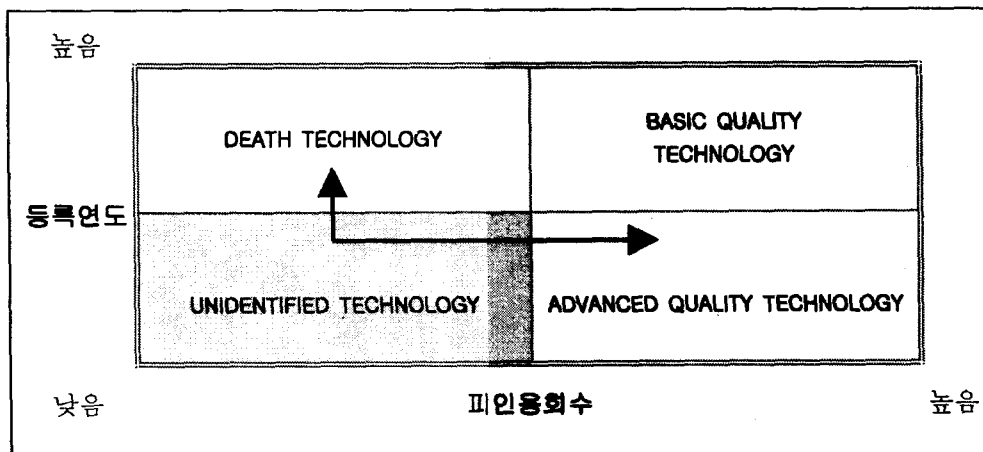 높음
DEATH TECHNOLOGY
BASIC QUALITY
TECHNOLOGY
등록연도
UNIDENTIFIED TECHNOLOGY
ADVANCED QUALITY TECHNOLOGY
낮음
피인용회수
높음